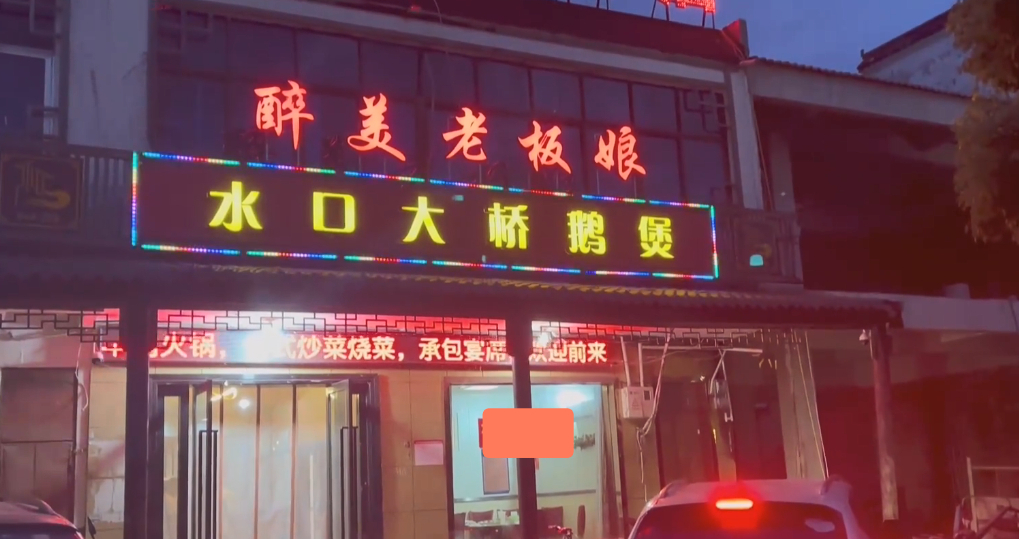 醉美老板娘
水口大桥鹅煲
火锅， 式炒菜烧菜，承包宴席 迎前来